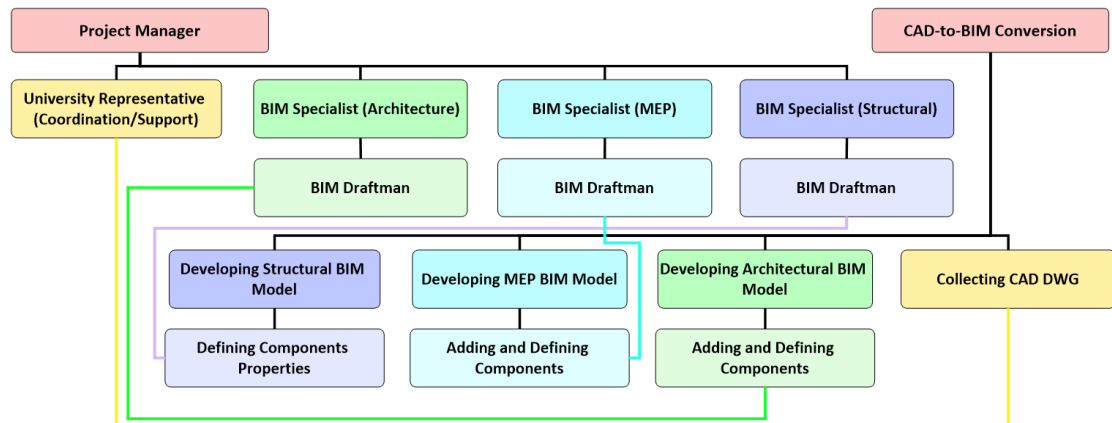 Project Manager
CAD-to-BIM Conversion
University Representative
(Coordination/Support)
BIM Specialist (Architecture)
BIM Specialist (MEP)
BIM Specialist (Structural)
BIM Draftman
BIM Draftman
BIM Draftman
Developing Structural BIM
Model
Developing MEP BIM Model
Developing Architectural BIM
Model
Collecting CAD DWG
Defining Components
Properties
Adding and Defining
Components
Adding and Defining
Components